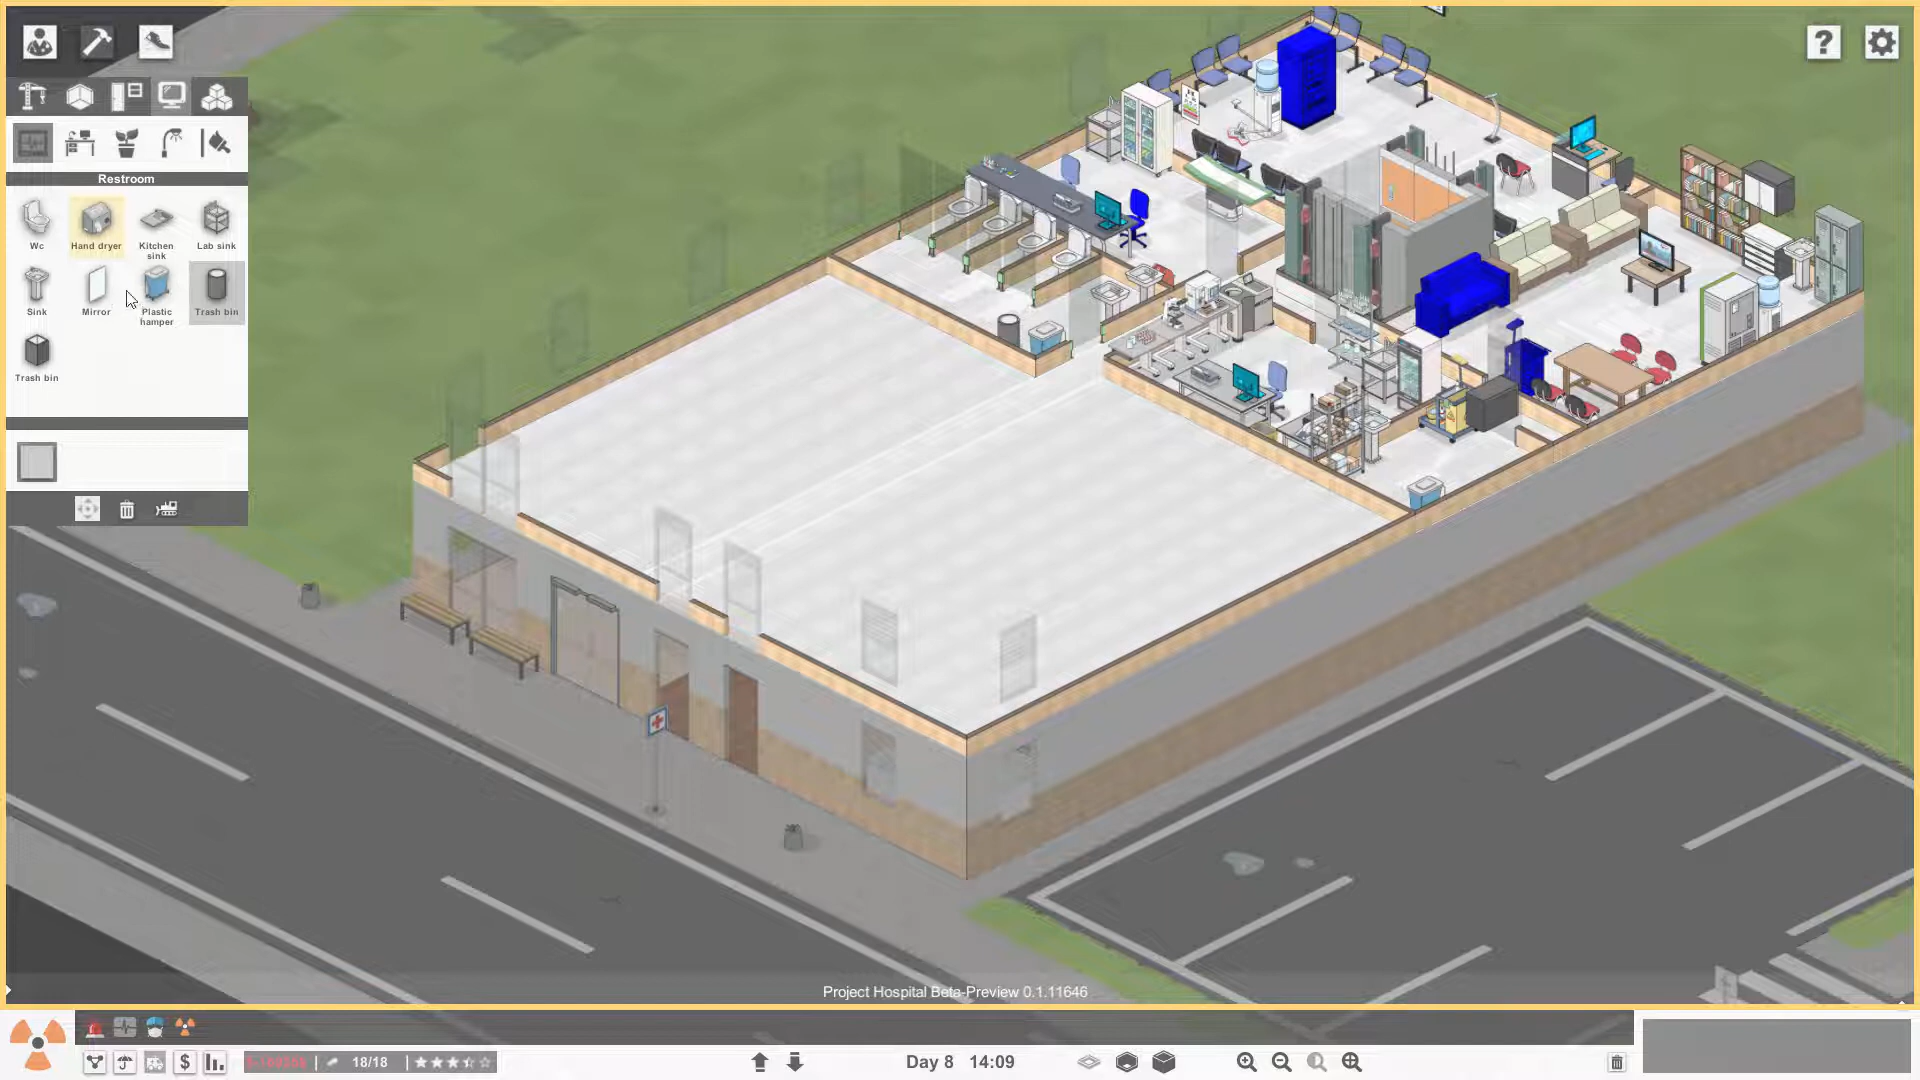 ?
Restroom
Wc
Hand dryer
Kitchen sink
Lab sink
Sink
Mirror
Plastic hamper
Trash bin
Trash bin
Project Hospital Beta-Preview 0.1.11646
$
18/18
Day 8 14:09